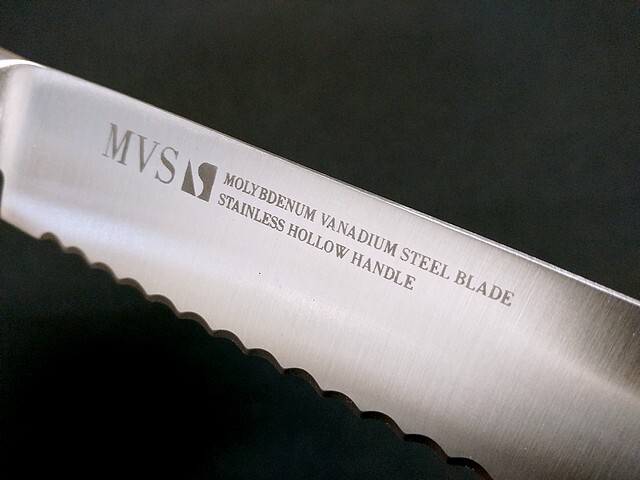 MVS
MOLYBDENUM VANADIUM STEEL BLADE
STAINLESS HOLLOW HANDLE